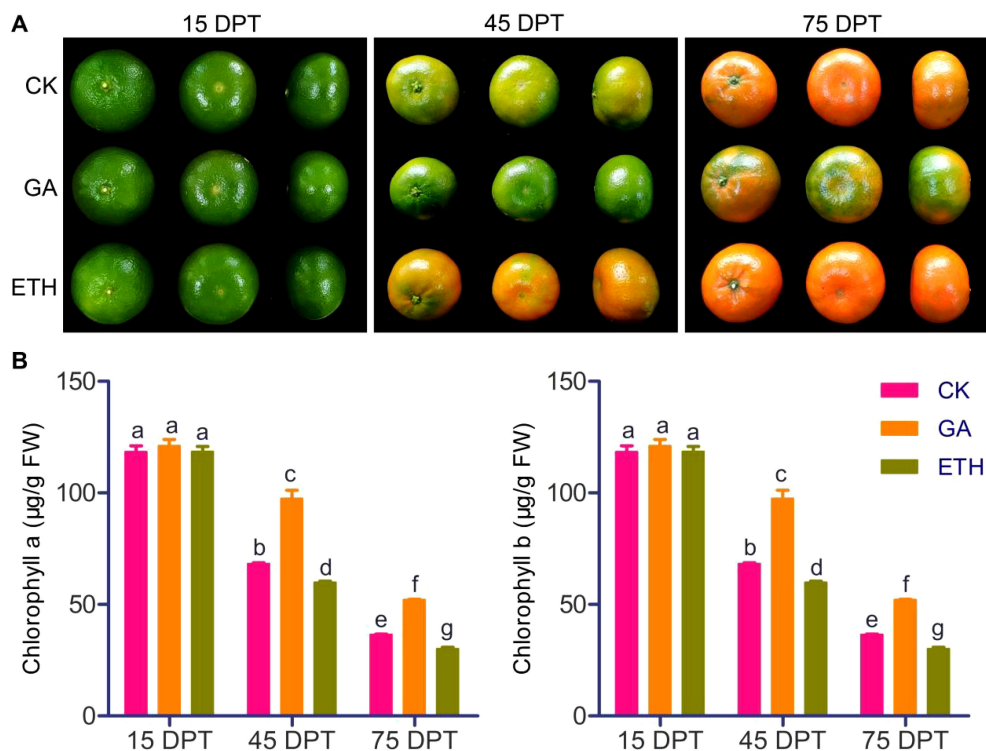 A
15 DPT 45 DPT 75 DPT
CK
GA
ETH
B
Chlorophyll a (µg/g FW)
150
100
50
0
a a a
b c d
e f g
15 DPT 45 DPT 75 DPT
Chlorophyll b (µg/g FW)
150
100
50
0
a a a
b c d
e f g
15 DPT 45 DPT 75 DPT
CK
GA
ETH